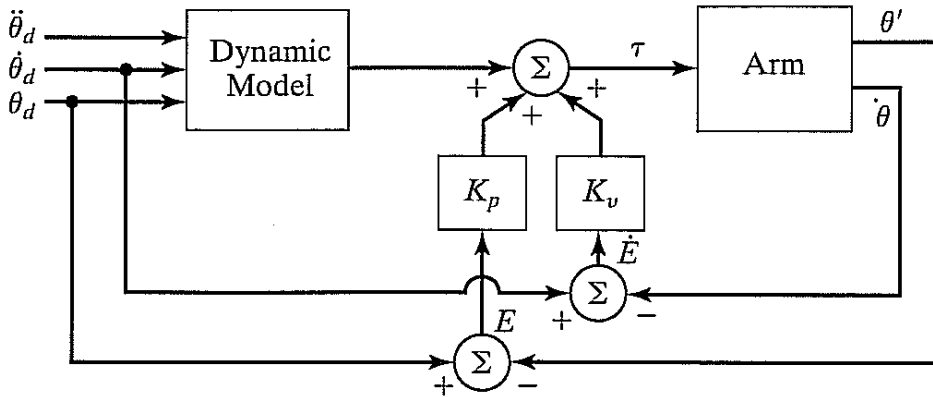 θ̈_d
θ̇_d
θ_d
Dynamic
Model
+
Σ
+
+
τ
Arm
θ′
˙θ
K_p
K_v
Ė
Σ
+
−
E
Σ
+
−